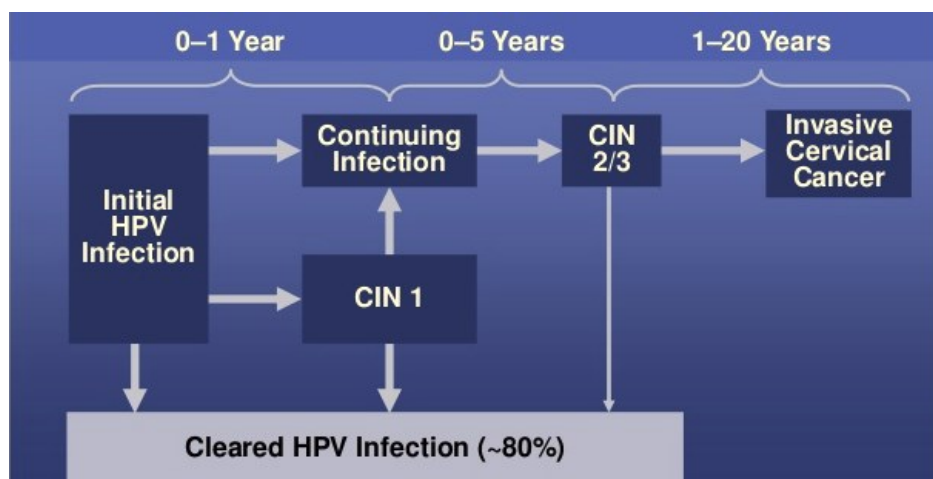 0–1 Year
0–5 Years
1–20 Years
Initial
HPV
Infection
Continuing
Infection
CIN
2/3
Invasive
Cervical
Cancer
CIN 1
Cleared HPV Infection (~80%)